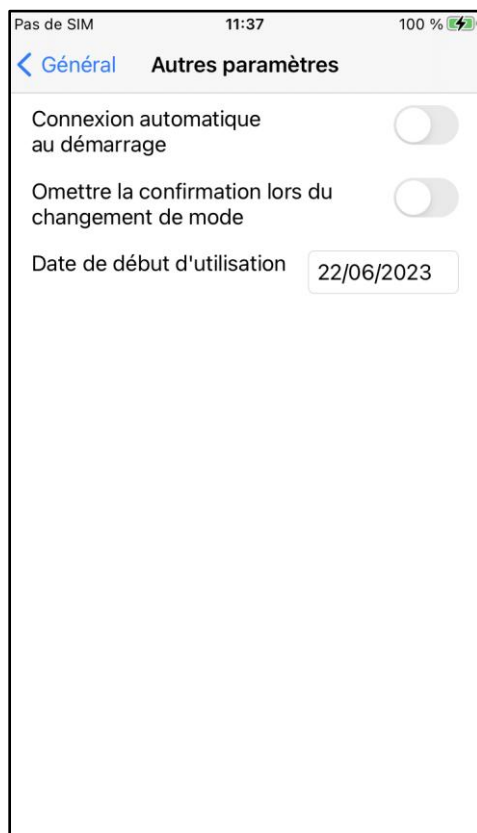 Pas de SIM 11:37 100 %
Général Autres paramètres
Connexion automatique
au démarrage
Omettre la confirmation lors du
changement de mode
Date de début d'utilisation 22/06/2023